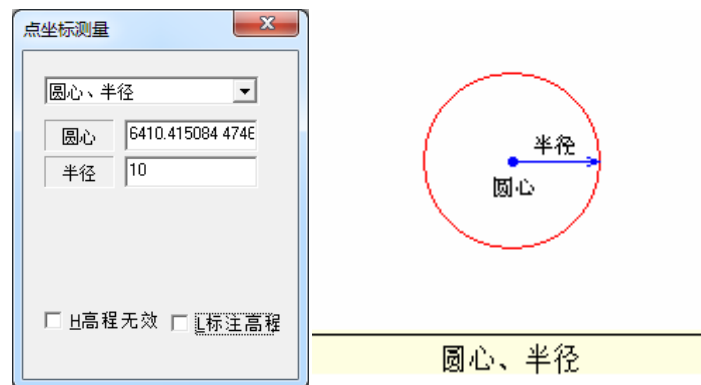 点坐标测量
圆心、半径
圆心 6410.415084 4746
半径 10
H高程无效 L标注高程
半径
圆心
圆心、半径